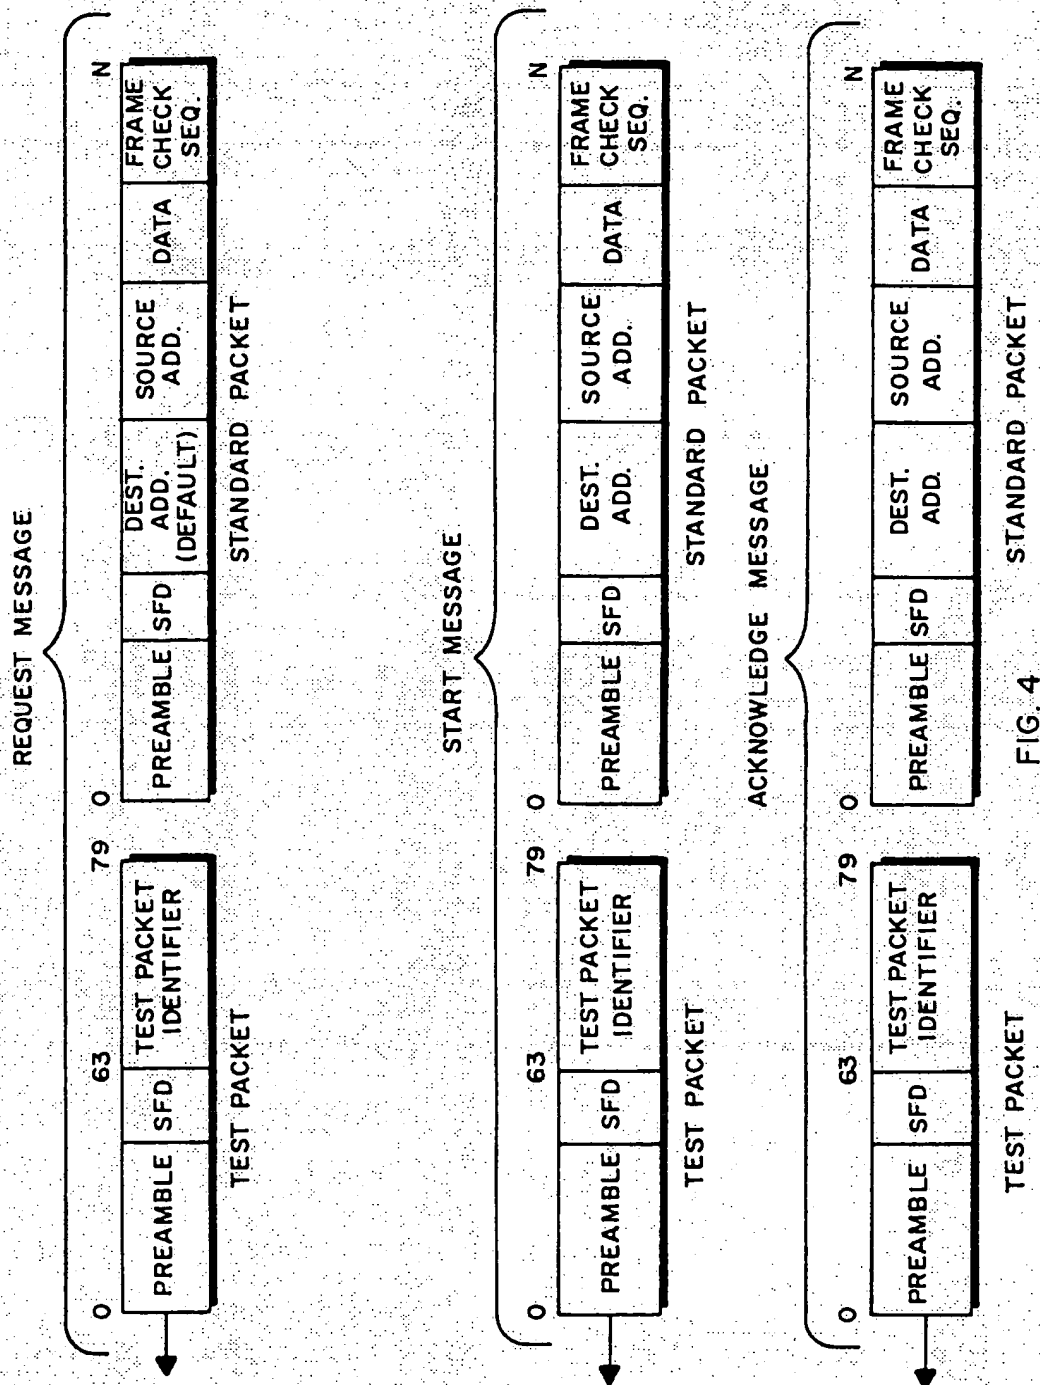 REQUEST MESSAGE
0
63
79
0
N
PREAMBLE
SFD
TEST PACKET
IDENTIFIER
PREAMBLE
SFD
DEST.
ADD.
(DEFAULT)
SOURCE
ADD.
DATA
FRAME
CHECK
SEQ.
TEST PACKET
STANDARD PACKET
START MESSAGE
0
63
79
0
N
PREAMBLE
SFD
TEST PACKET
IDENTIFIER
PREAMBLE
SFD
DEST.
ADD.
SOURCE
ADD.
DATA
FRAME
CHECK
SEQ.
TEST PACKET
STANDARD PACKET
ACKNOWLEDGE MESSAGE
0
63
79
0
N
PREAMBLE
SFD
TEST PACKET
IDENTIFIER
PREAMBLE
SFD
DEST.
ADD.
SOURCE
ADD.
DATA
FRAME
CHECK
SEQ.
TEST PACKET
STANDARD PACKET
FIG. 4